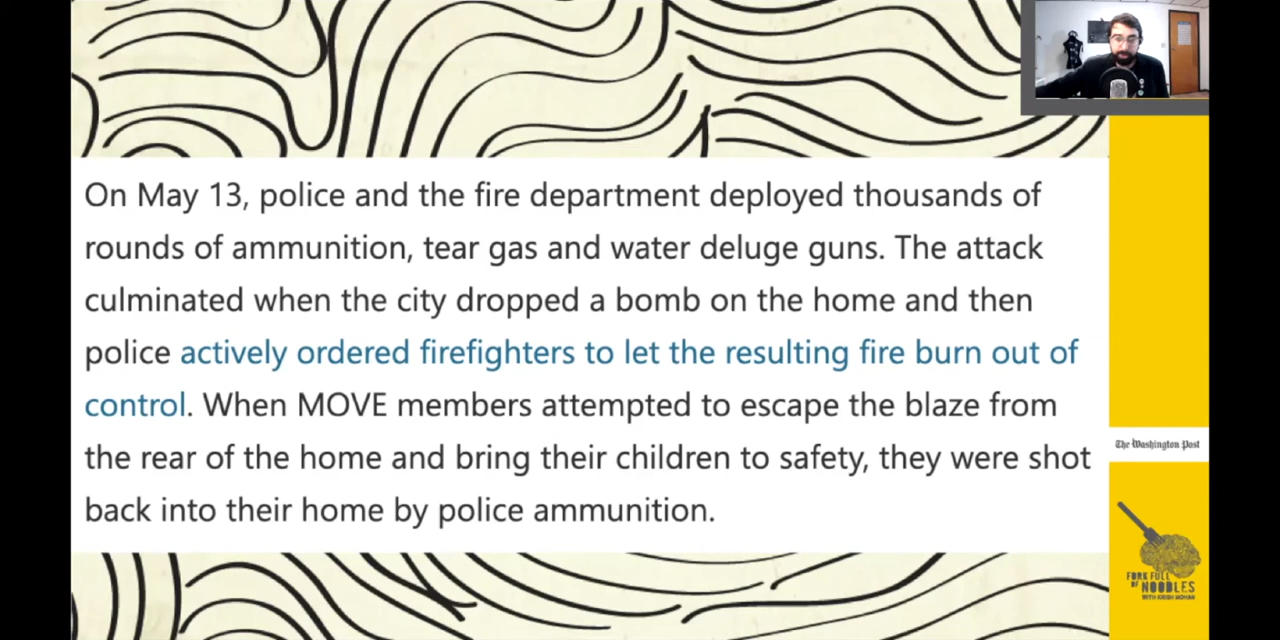 On May 13, police and the fire department deployed thousands of
rounds of ammunition, tear gas and water deluge guns. The attack
culminated when the city dropped a bomb on the home and then
police actively ordered firefighters to let the resulting fire burn out of
control. When MOVE members attempted to escape the blaze from
the rear of the home and bring their children to safety, they were shot
back into their home by police ammunition.
The Washington Post
FORK FULL
OF NOODLES
WITH KRISH MOHAN